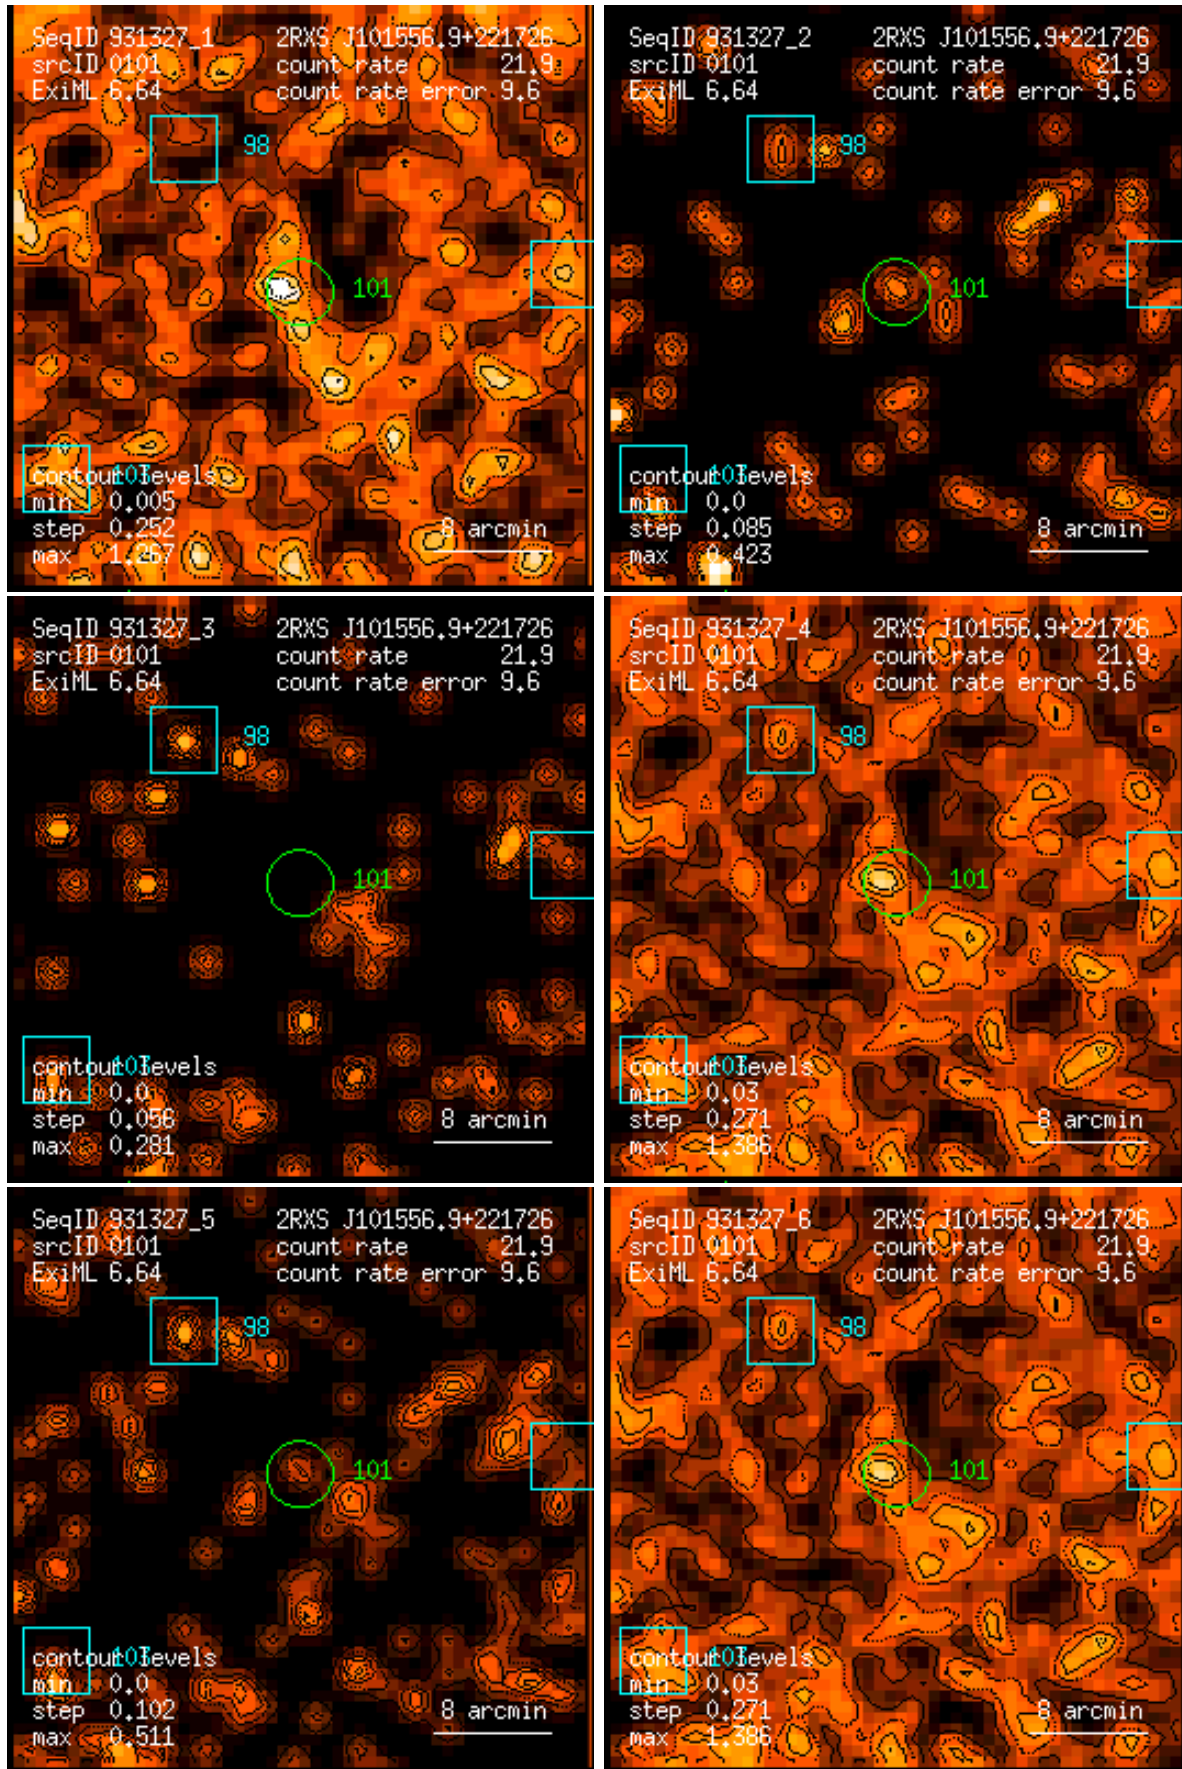 SeqID 931327_1 2RXS J101556.9+221726
srcID 0101 count rate 21.9
ExiML 6.64 count rate error 9.6
98
101
contour levels
min 0.005
step 0.252 8 arcmin
max 1.267
SeqID 931327_2 2RXS J101556.9+221726
srcID 0101 count rate 21.9
ExiML 6.64 count rate error 9.6
98
101
contour levels
min 0.0
step 0.085 8 arcmin
max 0.423
SeqID 931327_3 2RXS J101556.9+221726
srcID 0101 count rate 21.9
ExiML 6.64 count rate error 9.6
98
101
contour levels
min 0.0
step 0.056 8 arcmin
max 0.281
SeqID 931327_4 2RXS J101556.9+221726
srcID 0101 count rate 21.9
ExiML 6.64 count rate error 9.6
98
101
contour levels
min 0.03
step 0.271 8 arcmin
max 1.386
SeqID 931327_5 2RXS J101556.9+221726
srcID 0101 count rate 21.9
ExiML 6.64 count rate error 9.6
98
101
contour levels
min 0.0
step 0.102 8 arcmin
max 0.511
SeqID 931327_6 2RXS J101556.9+221726
srcID 0101 count rate 21.9
ExiML 6.64 count rate error 9.6
98
101
contour levels
min 0.03
step 0.271 8 arcmin
max 1.386